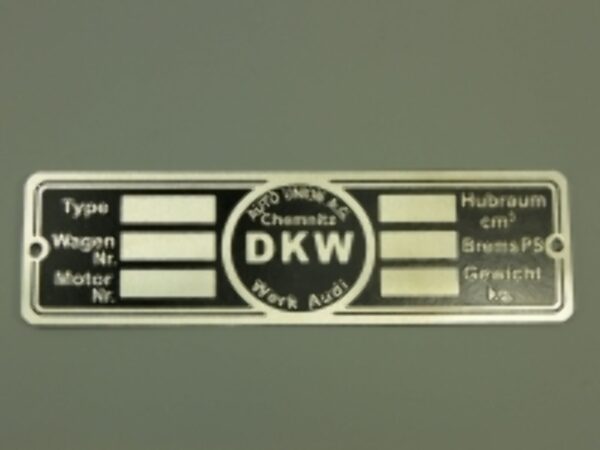 Type
Wagen
Nr.
Motor
Nr.
AUTO UNION A.G.
Chemnitz
DKW
Werk Audi
Hubraum
cm³
Brems PS
Gewicht
kg